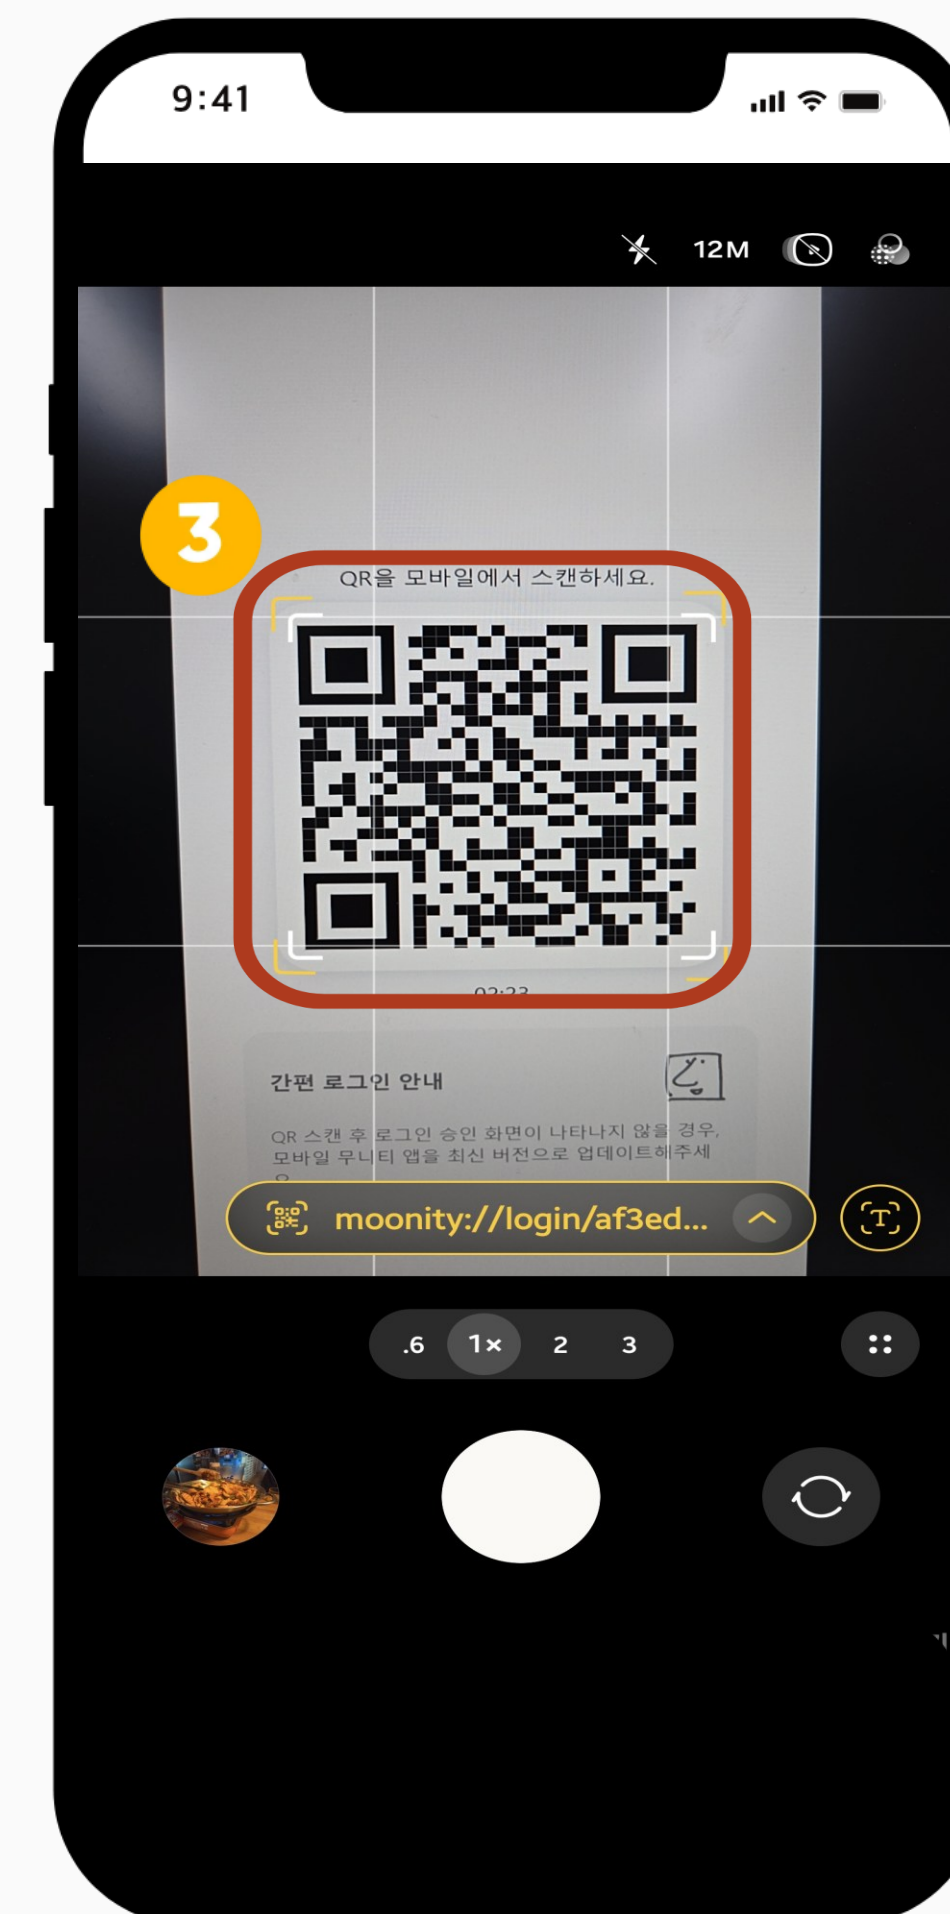 9:41
12M
3
QR을 모바일에서 스캔하세요.
02:23
간편 로그인 안내
QR 스캔 후 로그인 승인 화면이 나타나지 않을 경우,
모바일 무니티 앱을 최신 버전으로 업데이트해주세
요
moonity://login/af3ed...
T
.6 1× 2 3